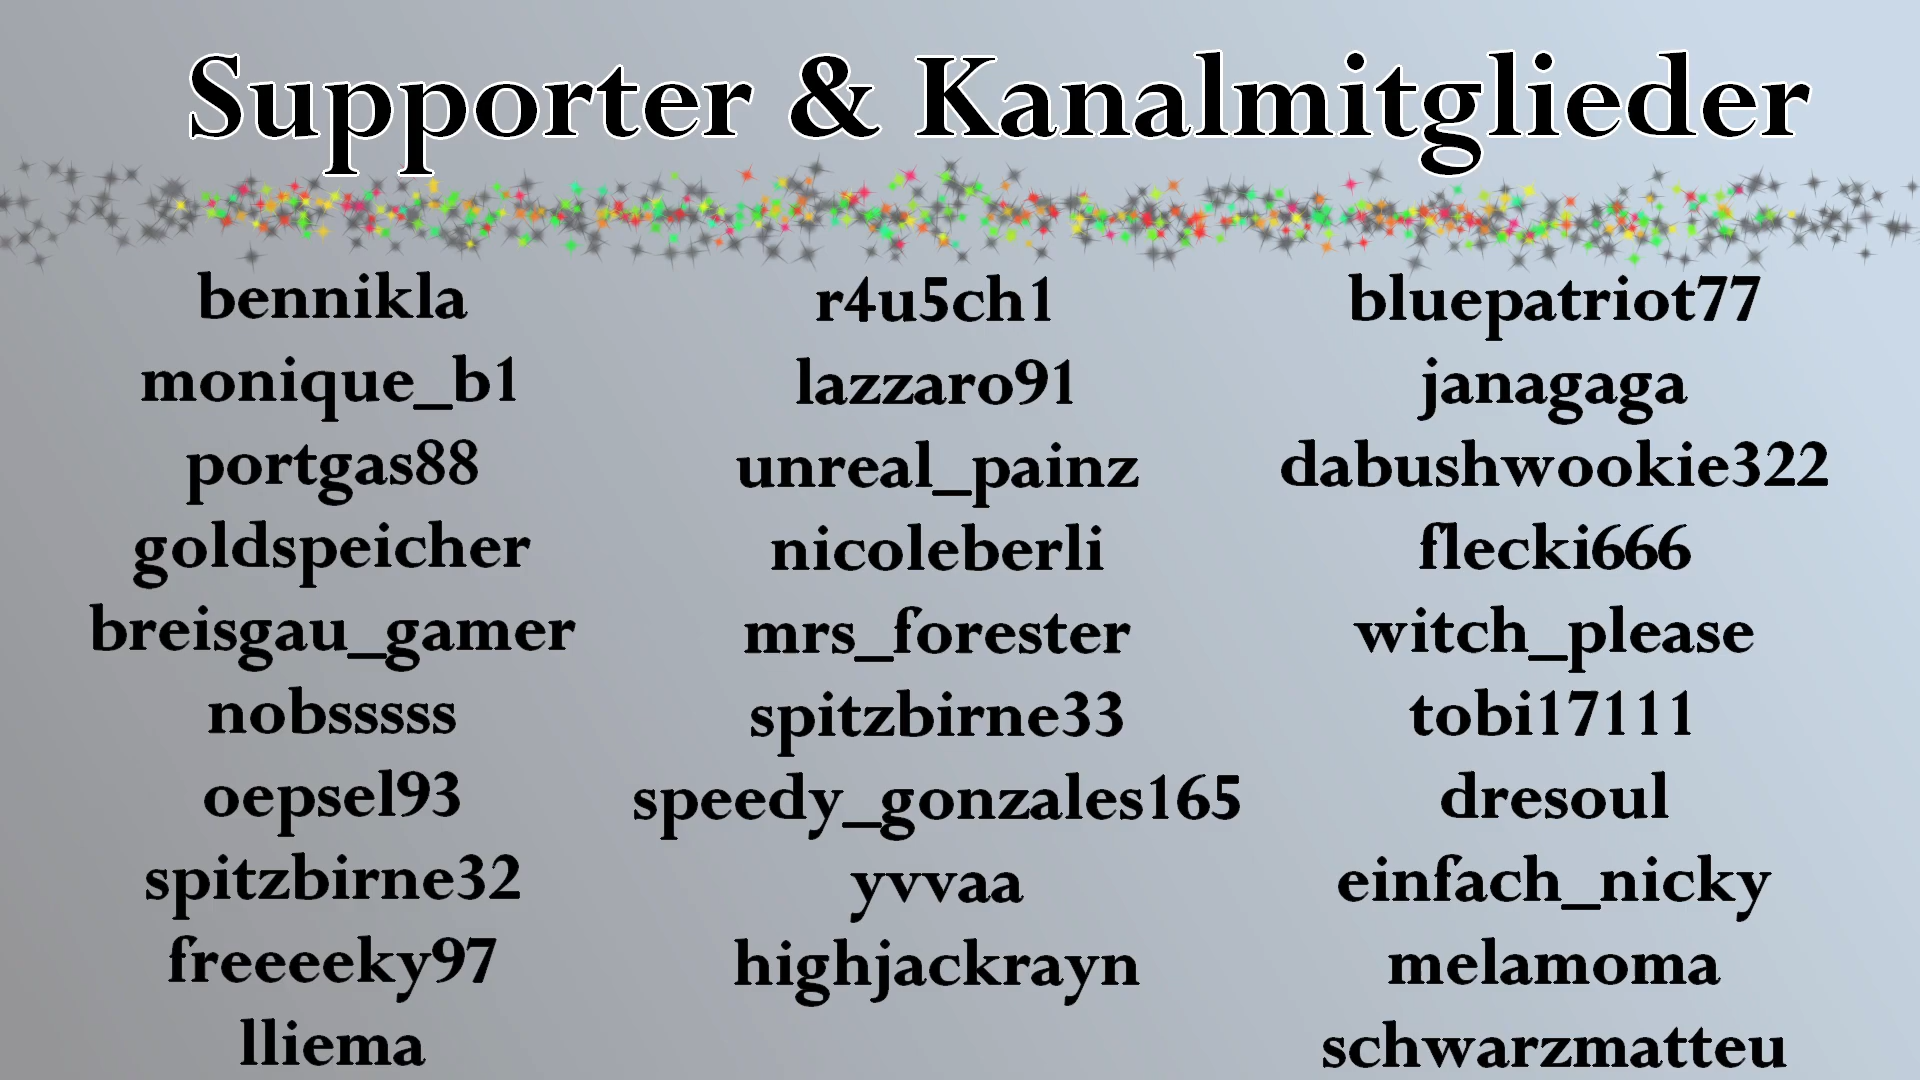 Supporter & Kanalmitglieder
bennikla
monique_b1
portgas88
goldspeicher
breisgau_gamer
nobsssss
oepsel93
spitzbirne32
freeeeky97
lliema
r4u5ch1
lazzaro91
unreal_painz
nicoleberli
mrs_forester
spitzbirne33
speedy_gonzales165
yvvaa
highjackrayn
bluepatriot77
janagaga
dabushwookie322
flecki666
witch_please
tobi17111
dresoul
einfach_nicky
melamoma
schwarzmatteu